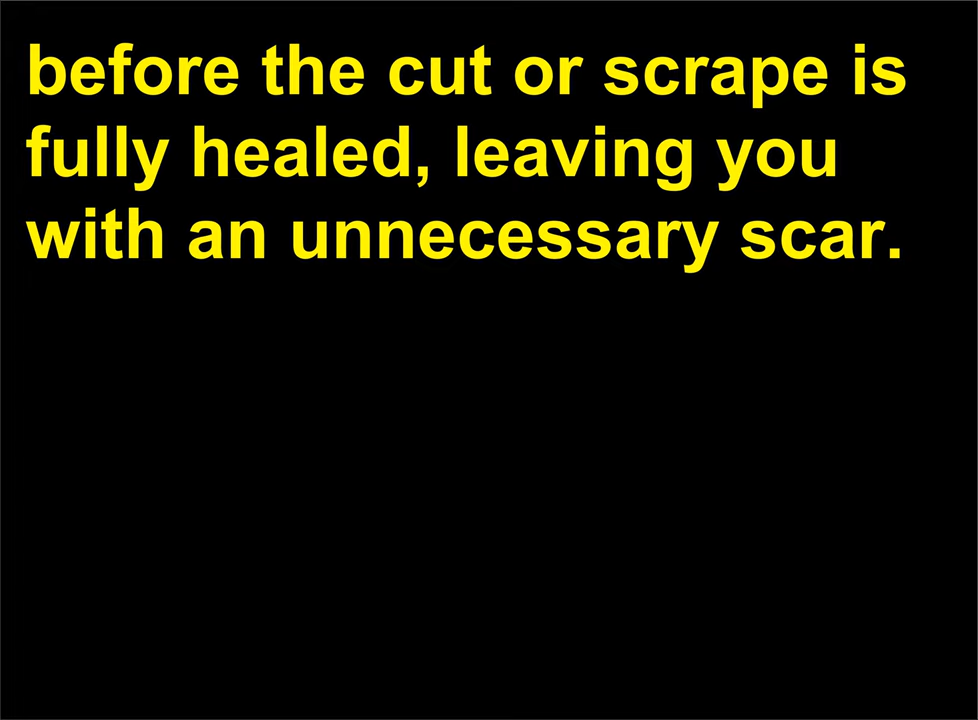 before the cut or scrape is
fully healed, leaving you
with an unnecessary scar.